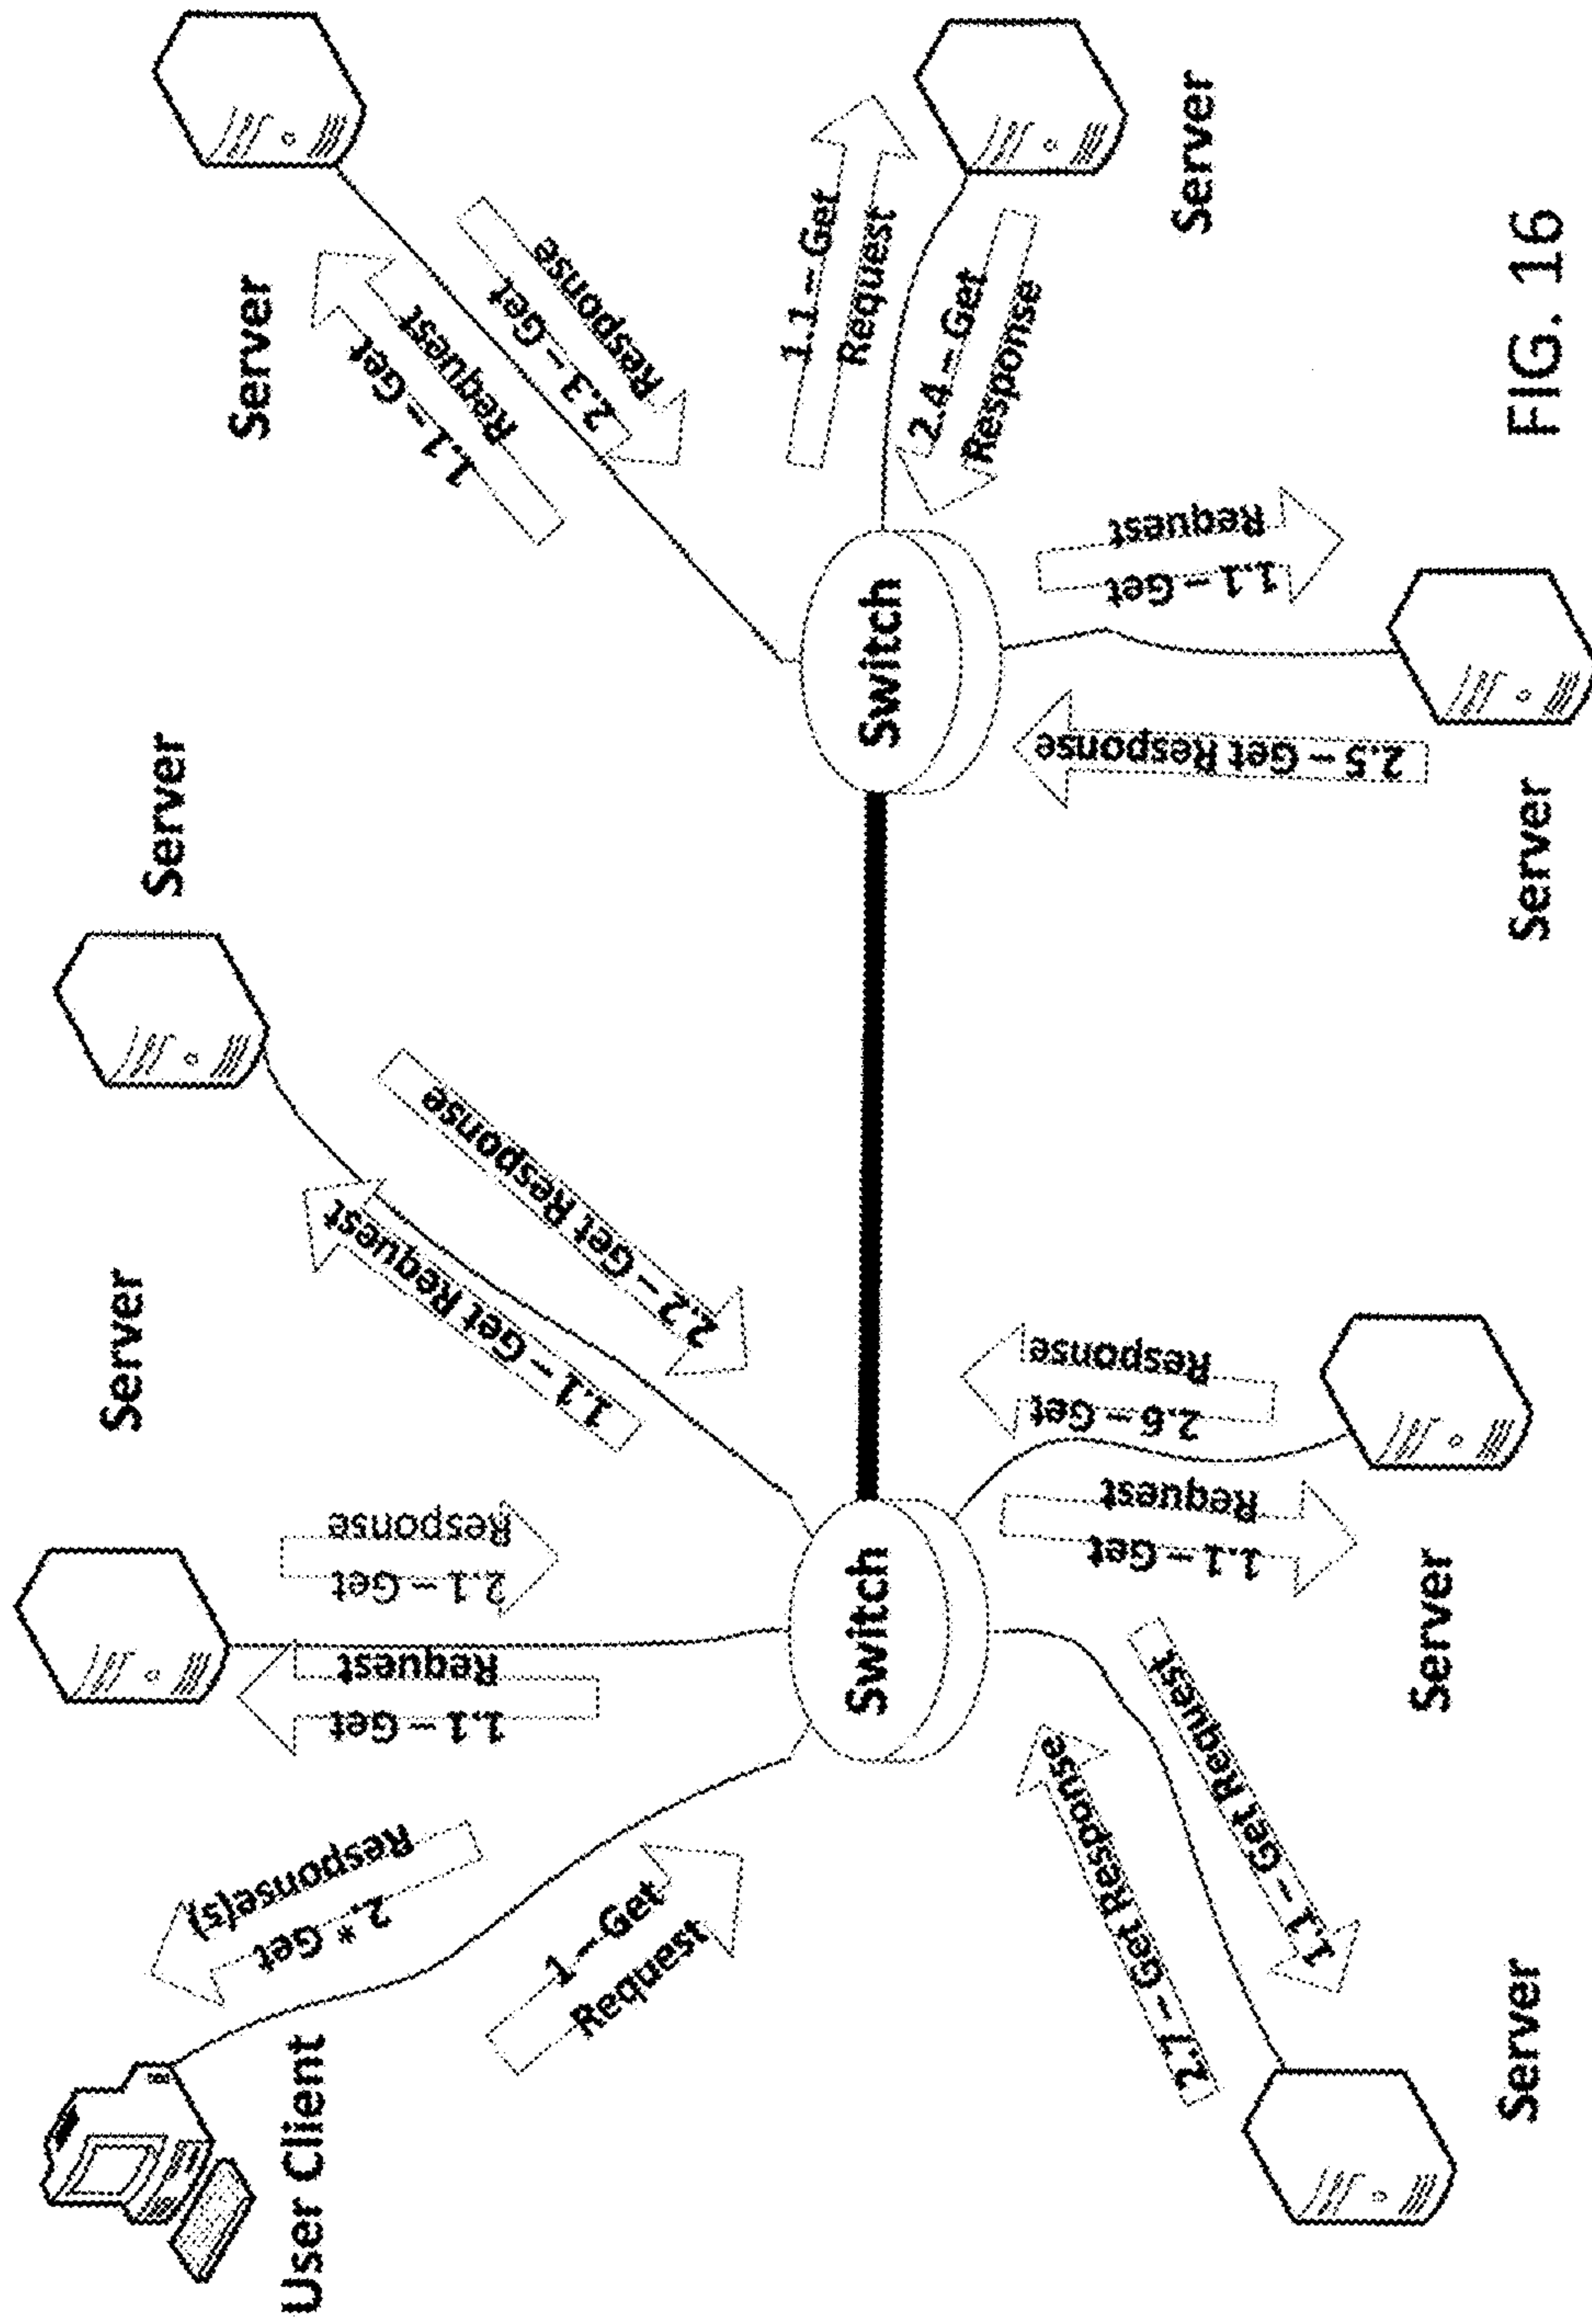 User Client
2.* Get
Response(s)
1 – Get
Request
1.1 – Get
Request
2.1 – Get
Response
Server
1.1 – Get Request
2.2 – Get Response
Server
Server
1.1 – Get
Request
2.3 – Get
Response
1.1 – Get
Request
2.4 – Get
Response
Server
Switch
Switch
2.7 – Get Response
1.1 – Get Request
Server
1.1 – Get
Request
2.6 – Get
Response
Server
2.5 – Get Response
1.1 – Get
Request
Server
FIG. 16